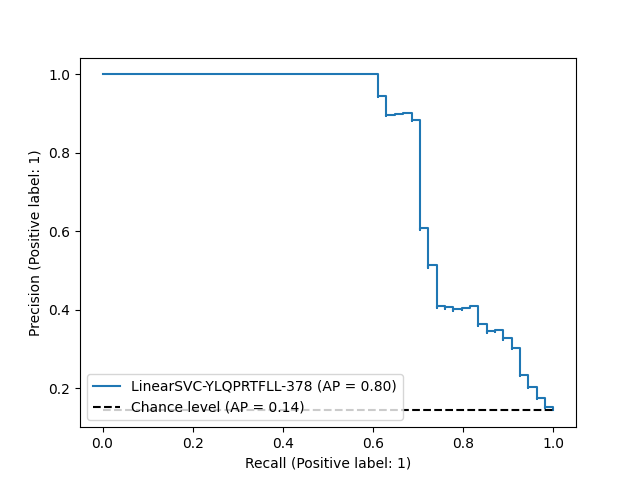 1.0
0.8
0.6
0.4
0.2
Precision (Positive label: 1)
LinearSVC-YLQPRTFLL-378 (AP = 0.80)
Chance level (AP = 0.14)
0.0 0.2 0.4 0.6 0.8 1.0
Recall (Positive label: 1)